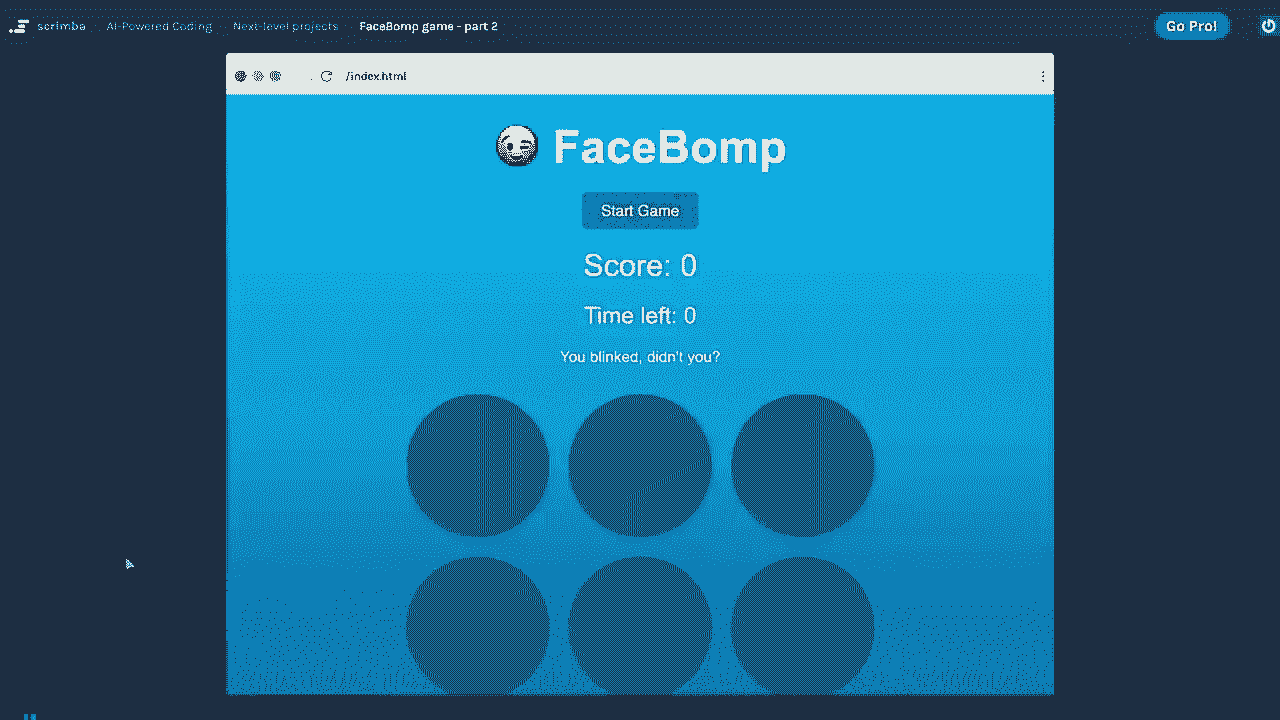 scrimba AI-Powered Coding Next-level projects FaceBomp game - part 2 Go Pro!
/index.html
FaceBomp
Start Game
Score: 0
Time left: 0
You blinked, didn't you?